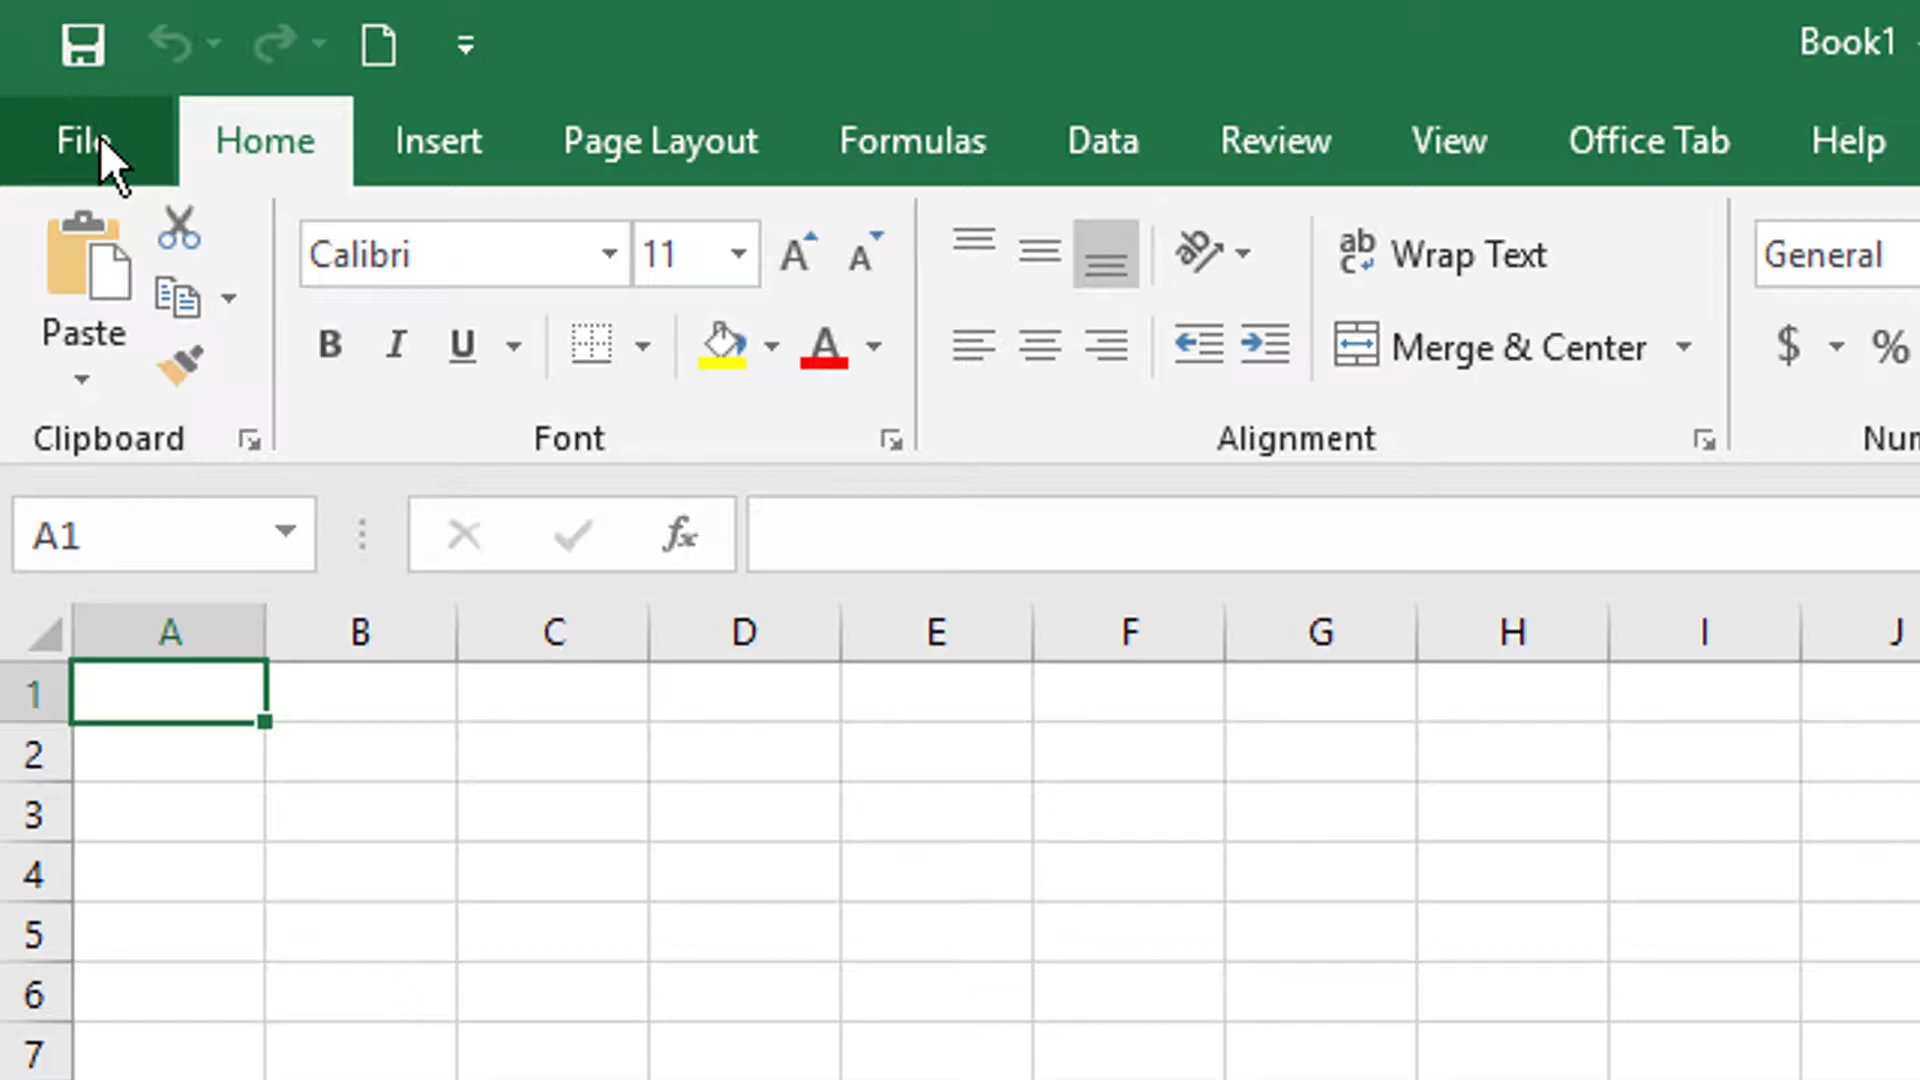 Book1
File Home Insert Page Layout Formulas Data Review View Office Tab Help
Calibri 11 A A ab Wrap Text General
Paste B I U A Merge & Center $ %
Clipboard Font Alignment
A1 fx
A B C D E F G H I J
1
2
3
4
5
6
7